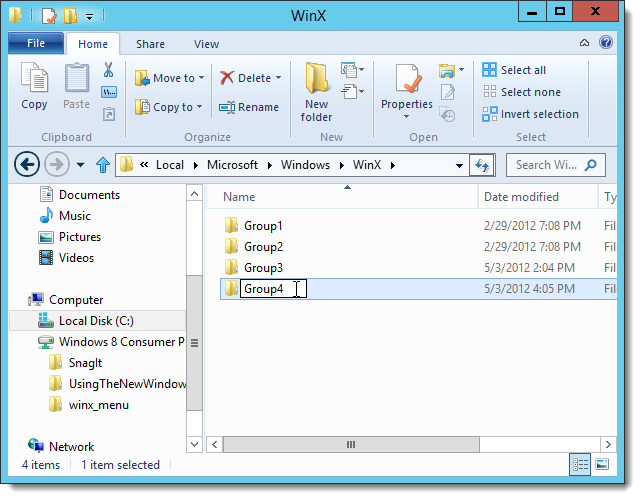 WinX
File Home Share View
Copy
Paste
Move to
Copy to
Delete
Rename
New folder
Properties
Select all
Select none
Invert selection
Clipboard Organize New Open Select
« Local Microsoft Windows WinX
Search Wi...
Documents
Music
Pictures
Videos
Computer
Local Disk (C:)
Windows 8 Consumer P
SnagIt
UsingTheNewWindow
winx_menu
Network
Name Date modified Ty
Group1 2/29/2012 7:08 PM File
Group2 2/29/2012 7:08 PM File
Group3 5/3/2012 2:04 PM File
Group4 5/3/2012 4:05 PM File
4 items 1 item selected